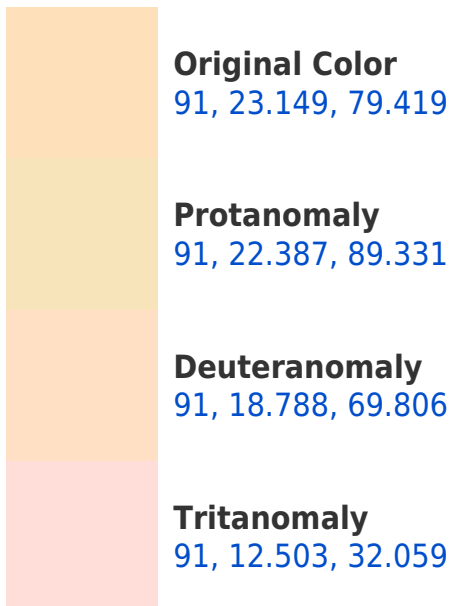 Original Color
91, 23.149, 79.419
Protanomaly
91, 22.387, 89.331
Deuteranomaly
91, 18.788, 69.806
Tritanomaly
91, 12.503, 32.059